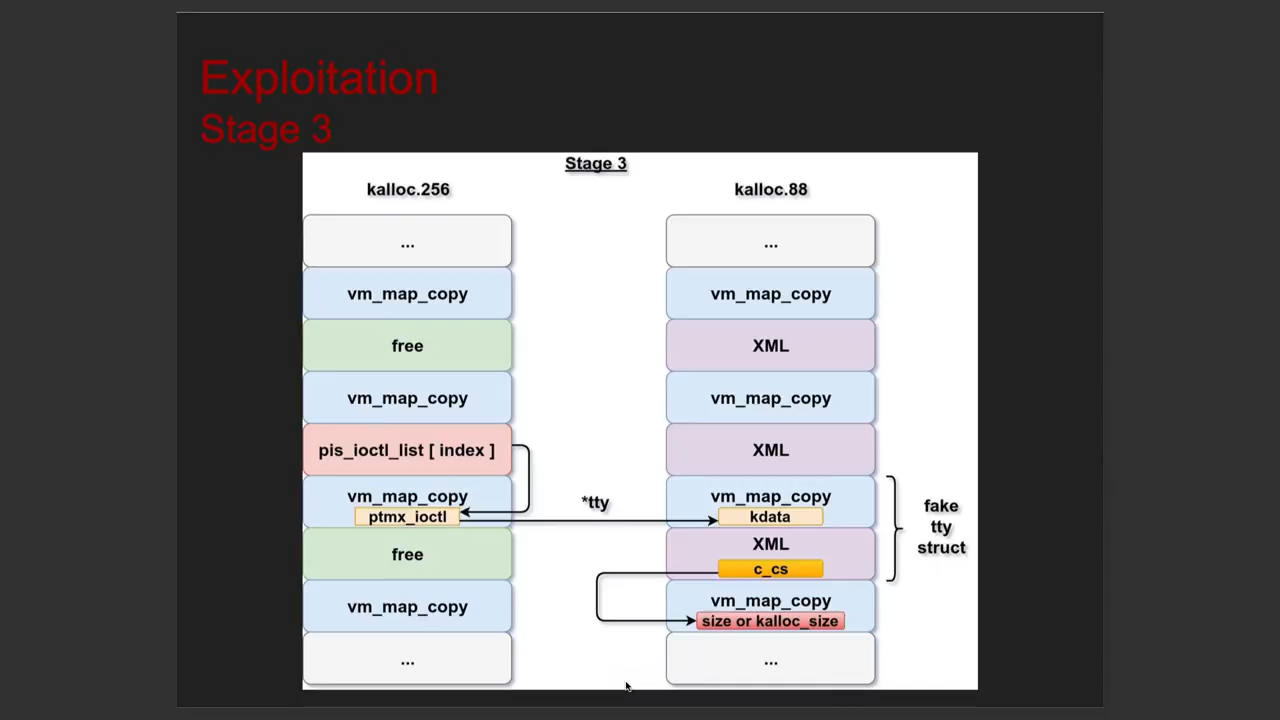 Exploitation
Stage 3
Stage 3
kalloc.256
...
vm_map_copy
free
vm_map_copy
pis_ioctl_list [ index ]
vm_map_copy
ptmx_ioctl
free
vm_map_copy
...
*tty
kalloc.88
...
vm_map_copy
XML
vm_map_copy
XML
vm_map_copy
kdata
XML
c_cs
vm_map_copy
size or kalloc_size
...
fake
tty
struct